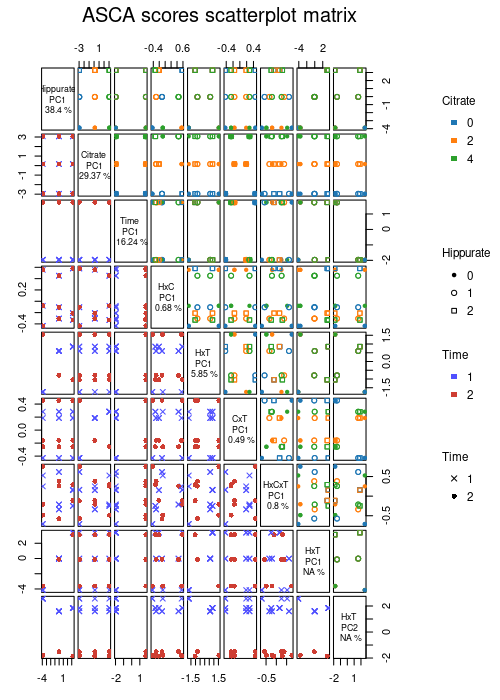 ASCA scores scatterplot matrix
-3 1 -0.4 0.6 -0.4 0.4 -4 2
Hippurate
PC1
38.4 %
2
-1
-4
3
1
-1
-3
Citrate
PC1
29.37 %
Time
PC1
16.24 %
1
0
-2
0.2
-0.4
HxC
PC1
0.68 %
HxT
PC1
5.85 %
1.5
0.0
-1.5
0.4
0.0
-0.4
CxT
PC1
0.49 %
HxCxT
PC1
0.8 %
0.5
-0.5
2
-1
-4
HxT
PC1
NA %
HxT
PC2
NA %
2
0
-2
-4 1 -2 1 -1.5 1.5 -0.5 -2 1
Citrate
0
2
4
Hippurate
0
1
2
Time
1
2
Time
1
2